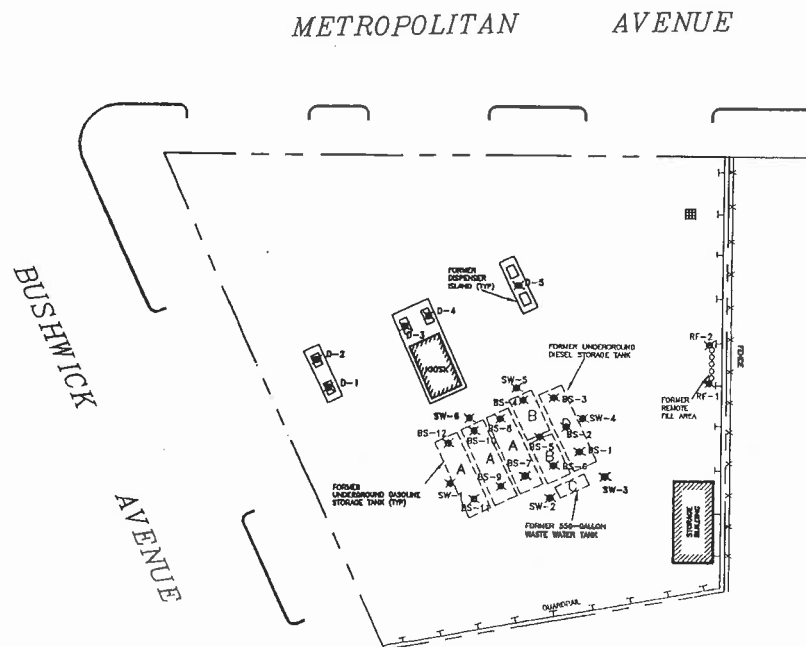 METROPOLITAN AVENUE
BUSHWICK
AVENUE
FORMER
DISPENSER
ISLAND (TYP)
D-5
D-4
D-3
KIOSK
D-2
D-1
FORMER UNDERGROUND
DIESEL STORAGE TANK
RF-2
FENCE
FORMER
REMOTE
FILL AREA
RF-1
SW-5
BS-4
BS-3
SW-6
BS-8
B
SW-4
BS-12
BS-10
D
BS-2
A
A
A
BS-5
B
BS-1
BS-7
BS-6
FORMER
UNDERGROUND GASOLINE
STORAGE TANK (TYP)
SW-1
BS-9
BS-11
SW-2
C
SW-3
FORMER 550-GALLON
WASTE WATER TANK
STORAGE
BUILDING
GUARDRAIL